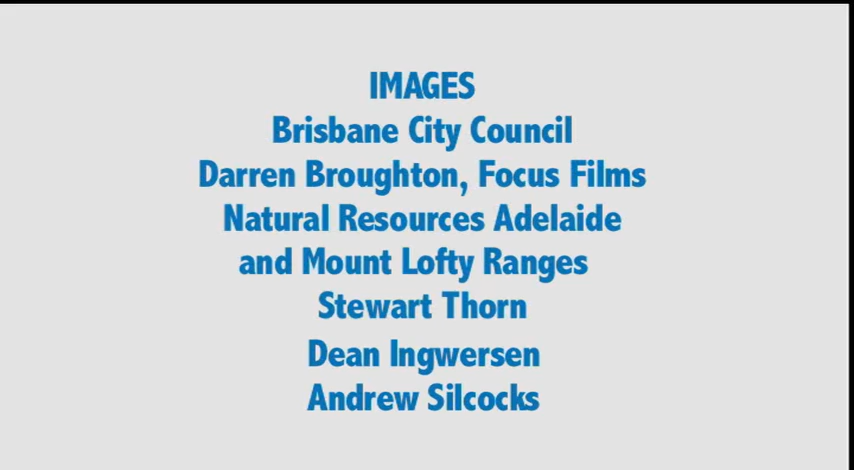 IMAGES
Brisbane City Council
Darren Broughton, Focus Films
Natural Resources Adelaide
and Mount Lofty Ranges
Stewart Thorn
Dean Ingwersen
Andrew Silcocks